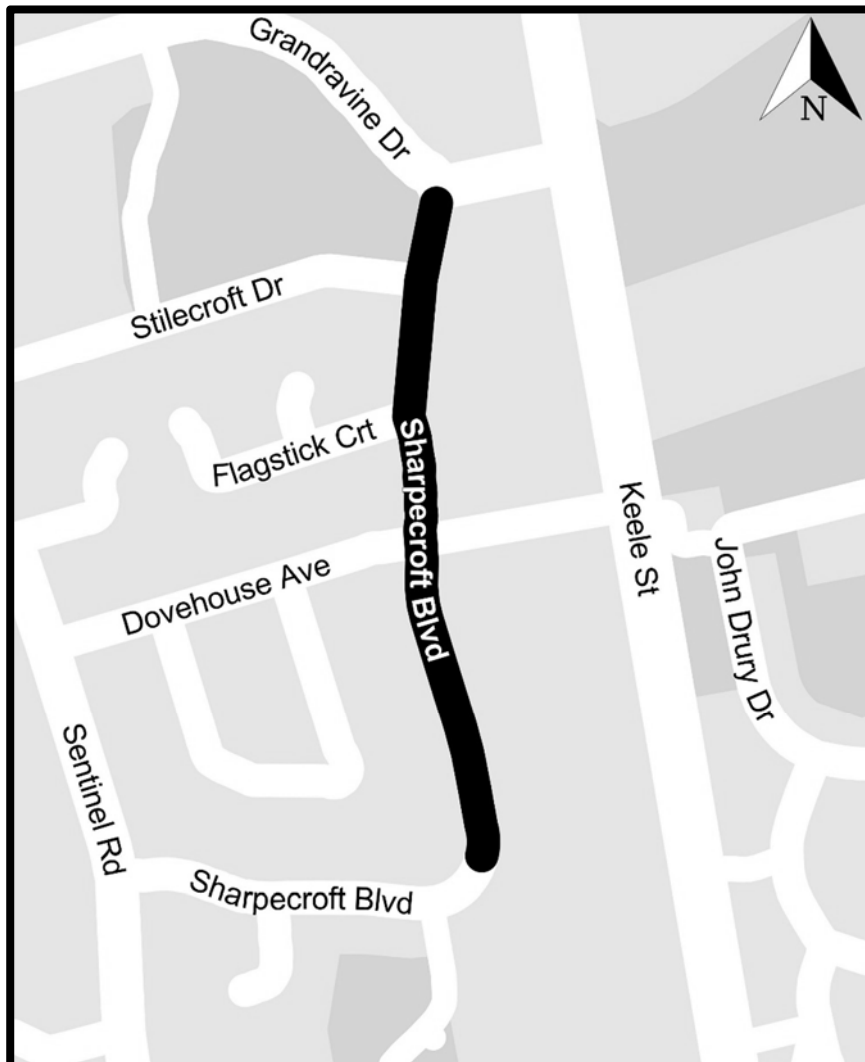 Grandravine Dr
N
Stilecroft Dr
Flagstick Crt
Sharpecroft Blvd
Keele St
John Drury Dr
Dovehouse Ave
Sentinel Rd
Sharpecroft Blvd